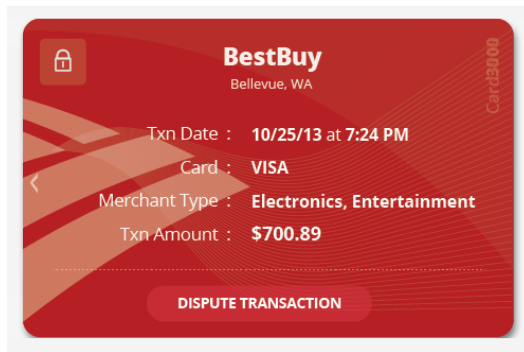 BestBuy
Bellevue, WA
Card3000
Txn Date : 10/25/13 at 7:24 PM
Card : VISA
Merchant Type : Electronics, Entertainment
Txn Amount : $700.89
DISPUTE TRANSACTION